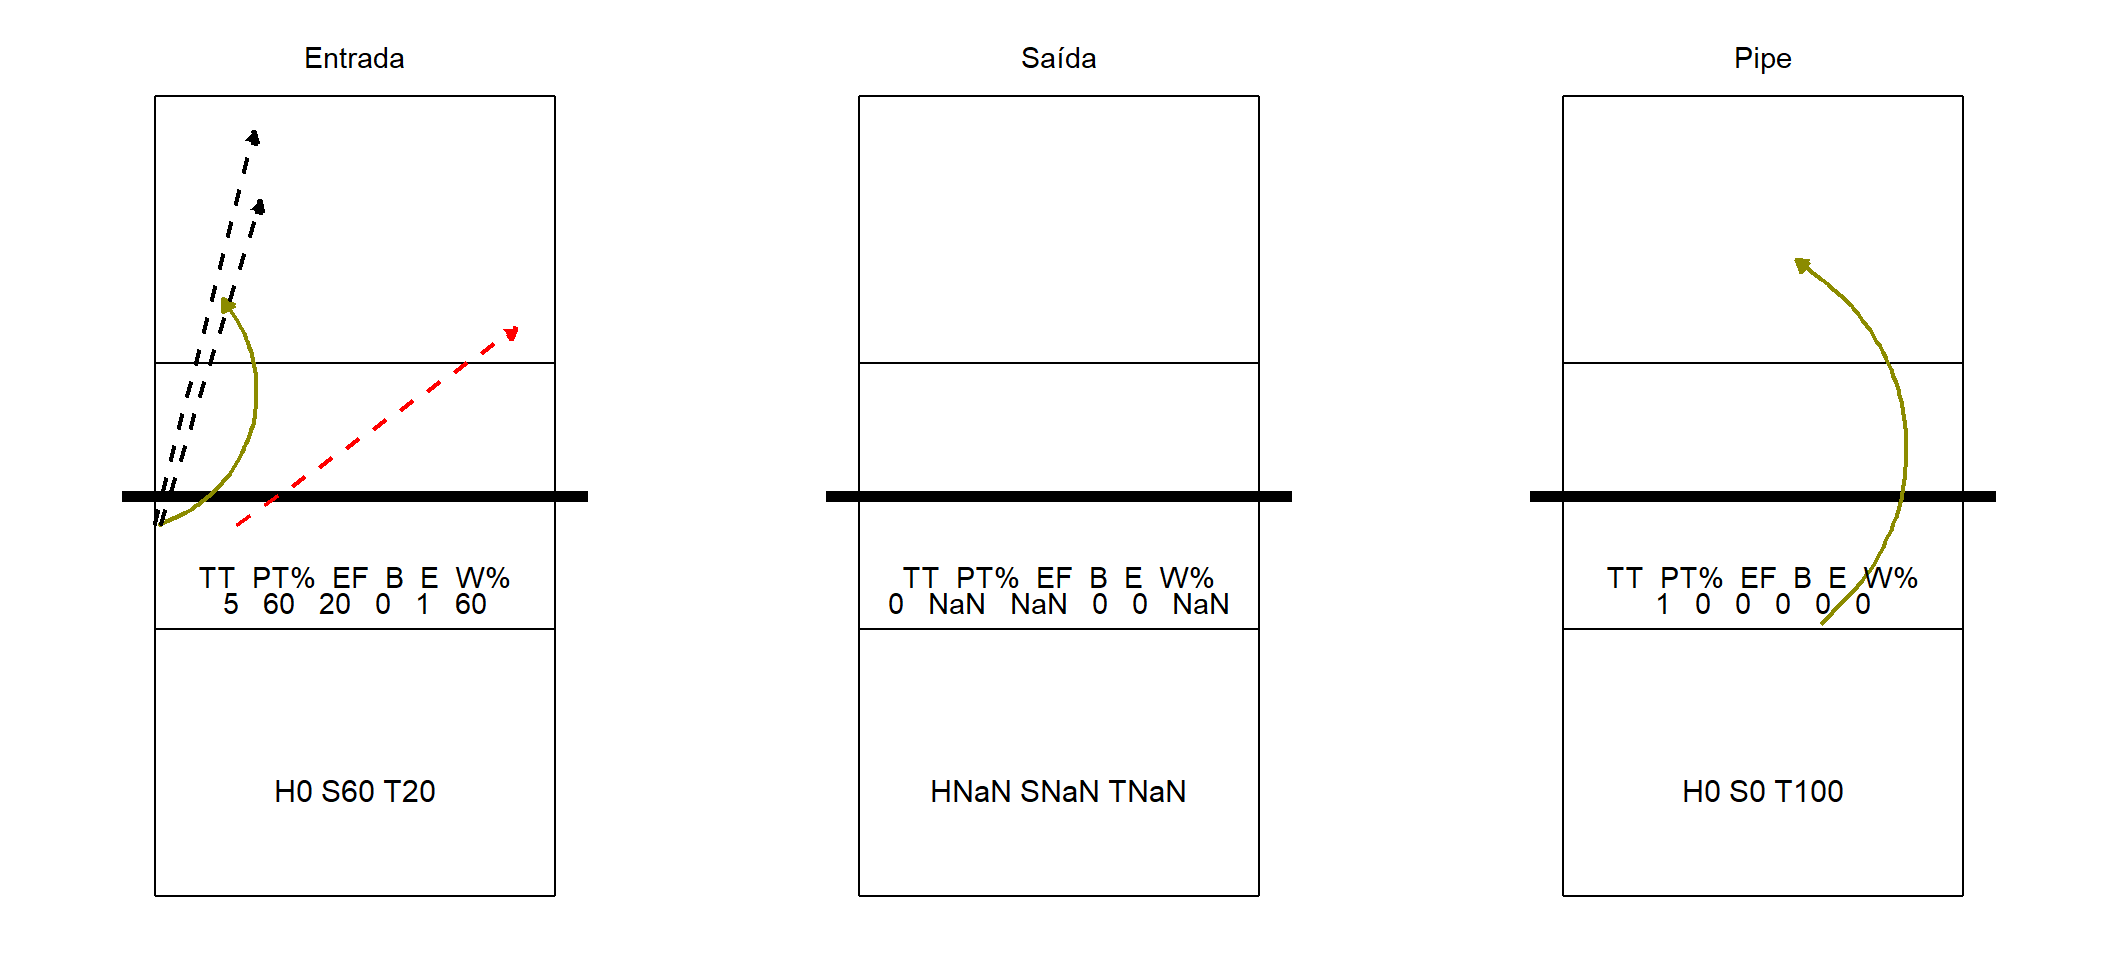 Entrada
TT PT% EF B E W%
5 60 20 0 1 60
H0 S60 T20
Saída
TT PT% EF B E W%
0 NaN NaN 0 0 NaN
HNaN SNaN TNaN
Pipe
TT PT% EF B E W%
1 0 0 0 0 0
H0 S0 T100